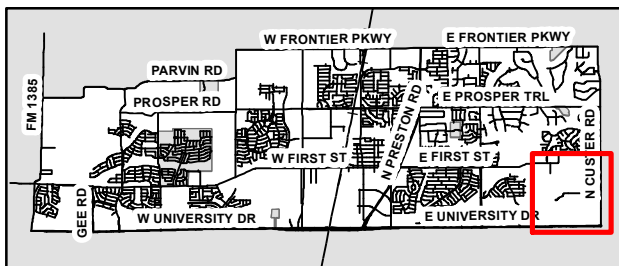 W FRONTIER PKWY
E FRONTIER PKWY
PARVIN RD
FM 1385
PROSPER RD
E PROSPER TRL
N PRESTON RD
N CUSTER RD
W FIRST ST
E FIRST ST
GEE RD
W UNIVERSITY DR
E UNIVERSITY DR